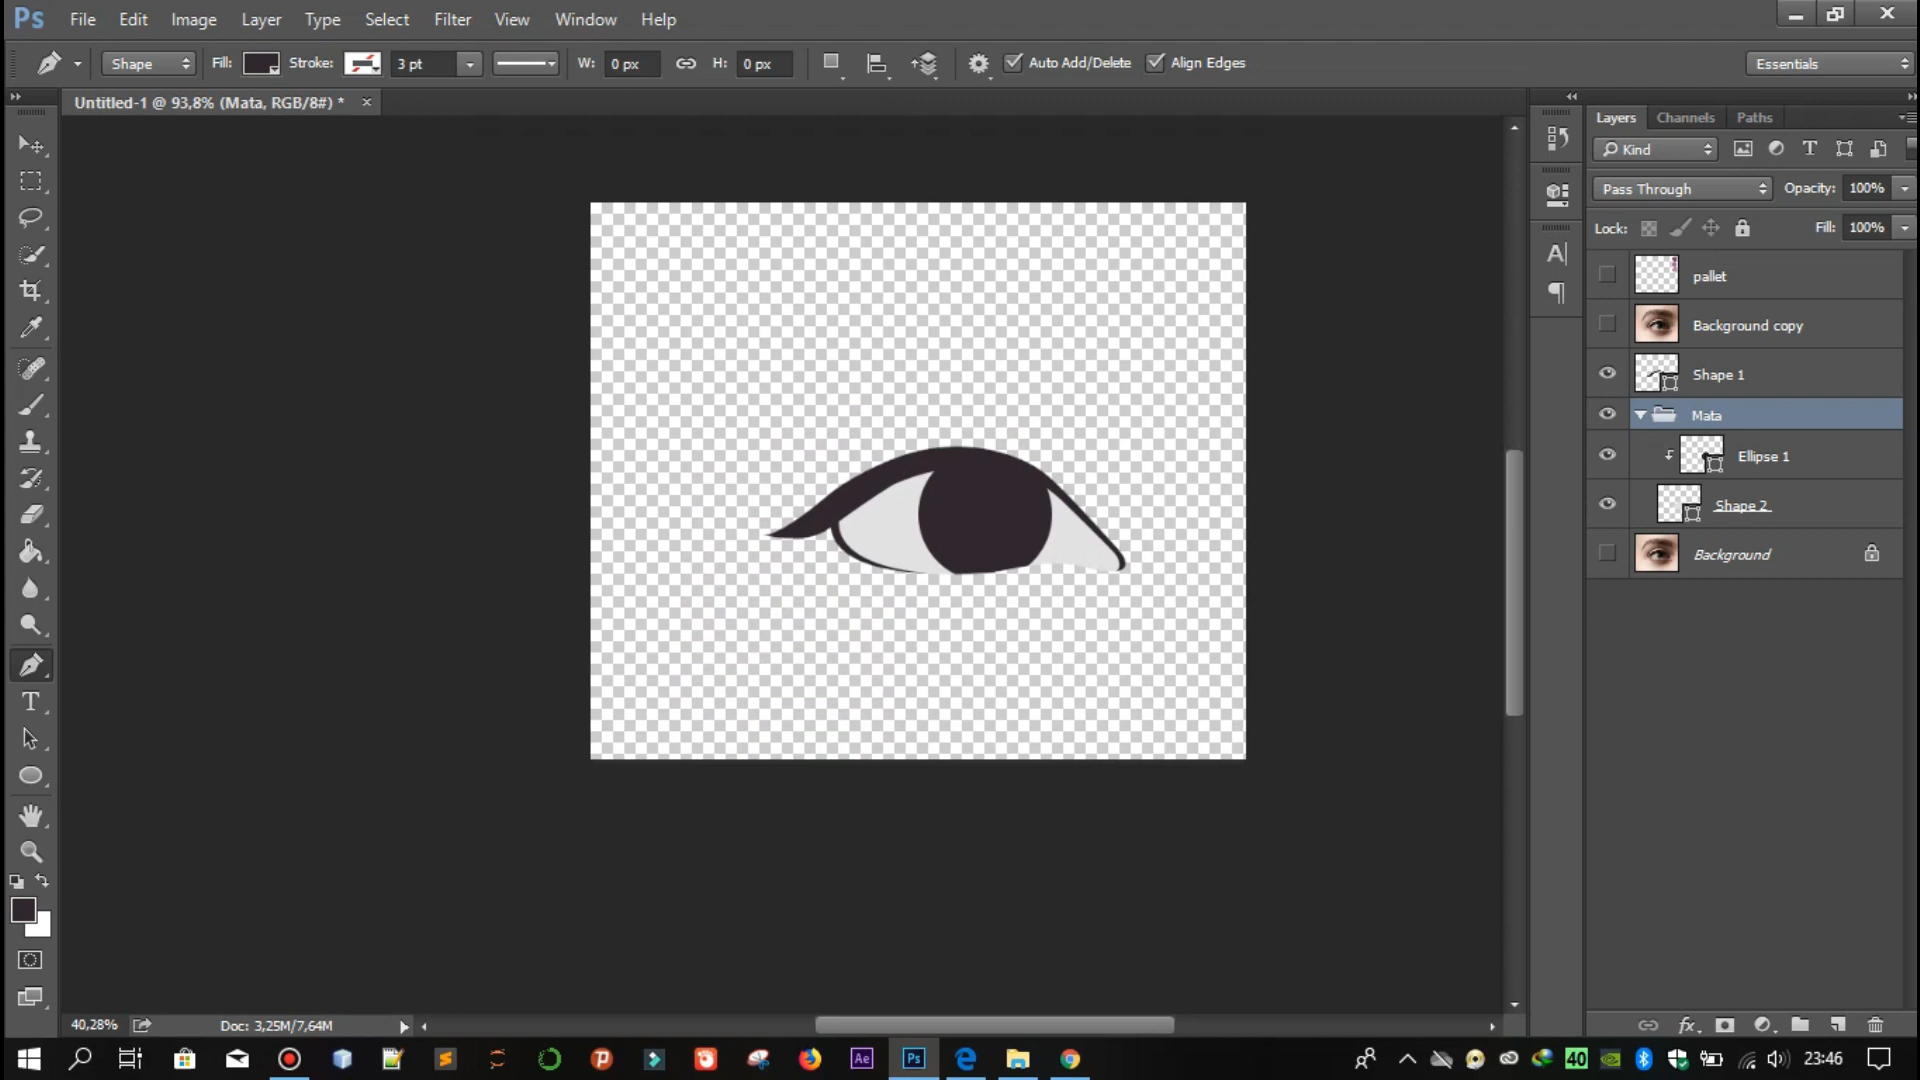 Ps File Edit Image Layer Type Select Filter View Window Help
Shape Fill: Stroke: 3 pt W: 0 px H: 0 px Auto Add/Delete Align Edges Essentials
Untitled-1 @ 93,8% (Mata, RGB/8#) *
Layers Channels Paths
Kind
Pass Through Opacity: 100%
Lock: Fill: 100%
pallet
Background copy
Shape 1
Mata
Ellipse 1
Shape 2
Background
40,28% Doc: 3,25M/7,64M
Ae Ps 40 23:46